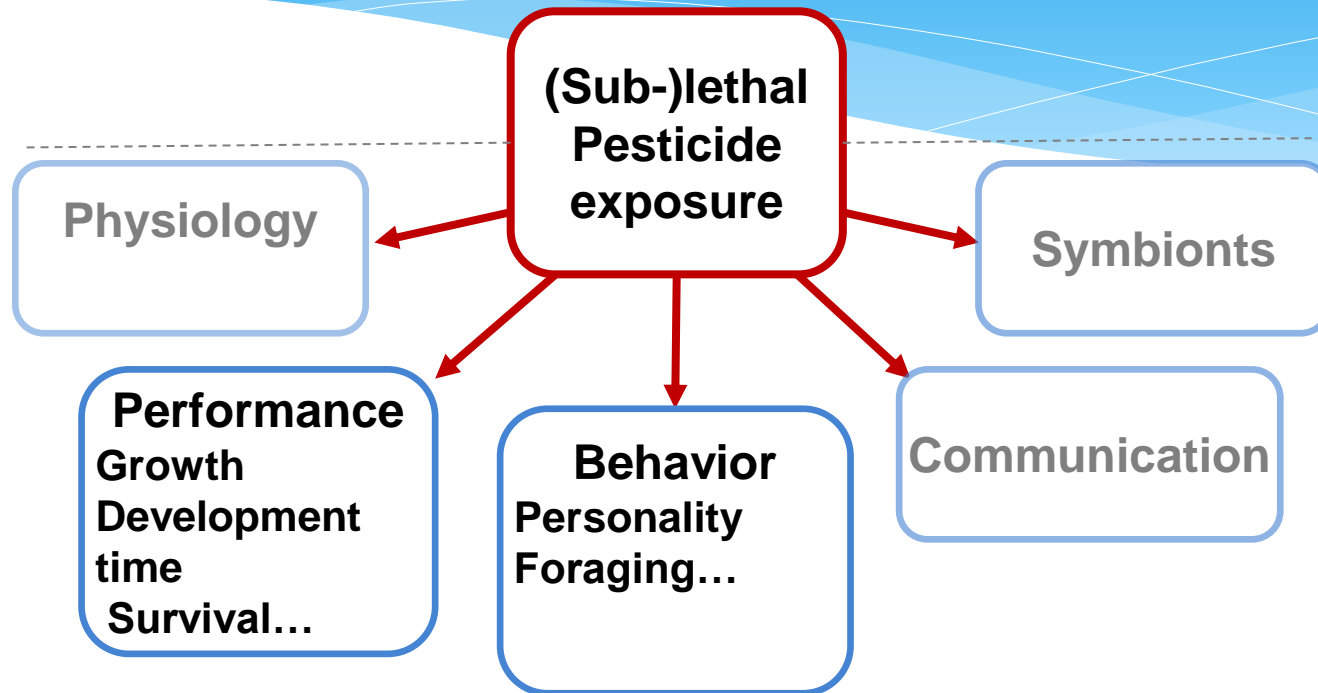 (Sub-)lethal
Pesticide
exposure
Physiology
Symbionts
Performance
Growth
Development
time
Survival…
Behavior
Personality
Foraging…
Communication